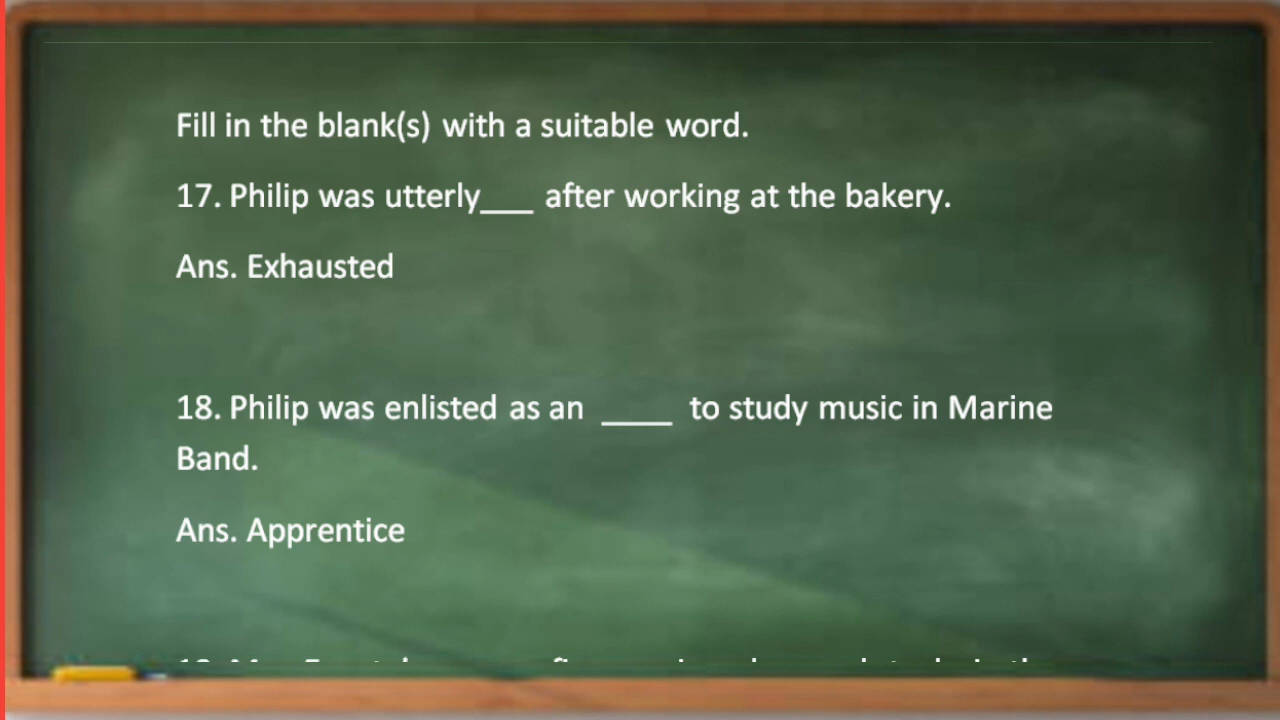 Fill in the blank(s) with a suitable word.
17. Philip was utterly___ after working at the bakery.
Ans. Exhausted
18. Philip was enlisted as an ____ to study music in Marine
Band.
Ans. Apprentice